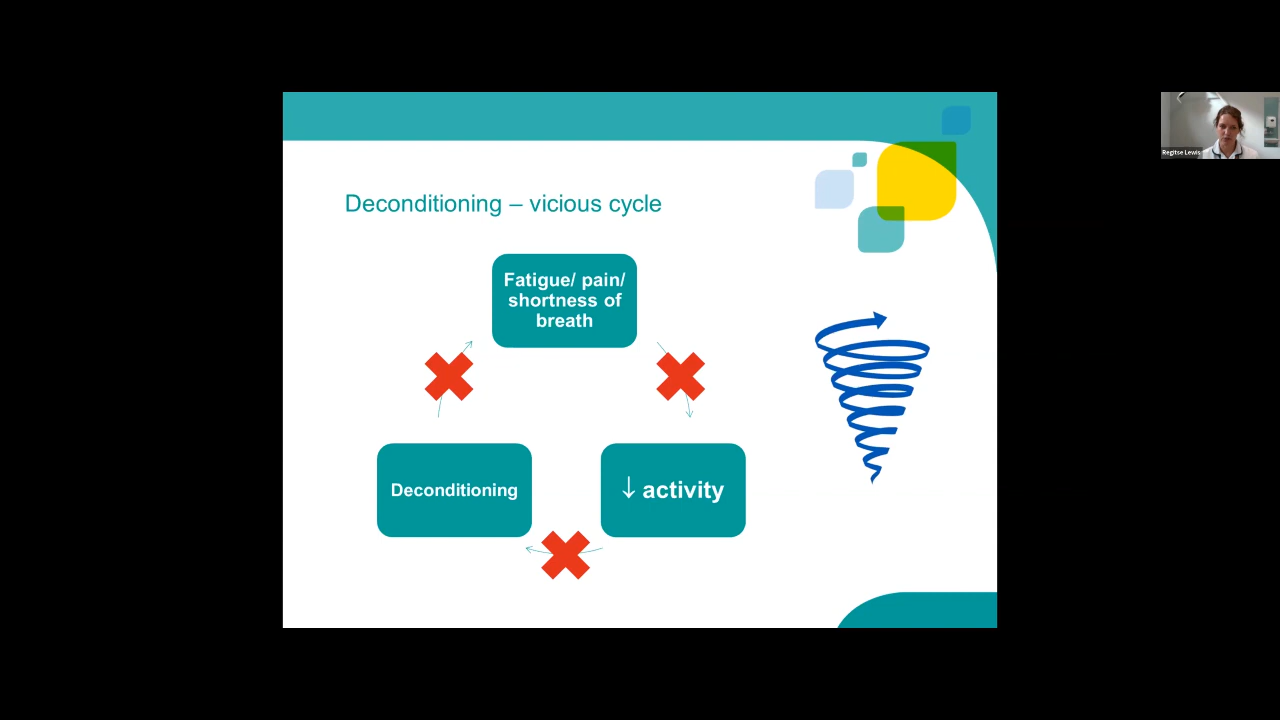 Deconditioning – vicious cycle
Fatigue/ pain/
shortness of
breath
Deconditioning
↓ activity
Regitse Lewis